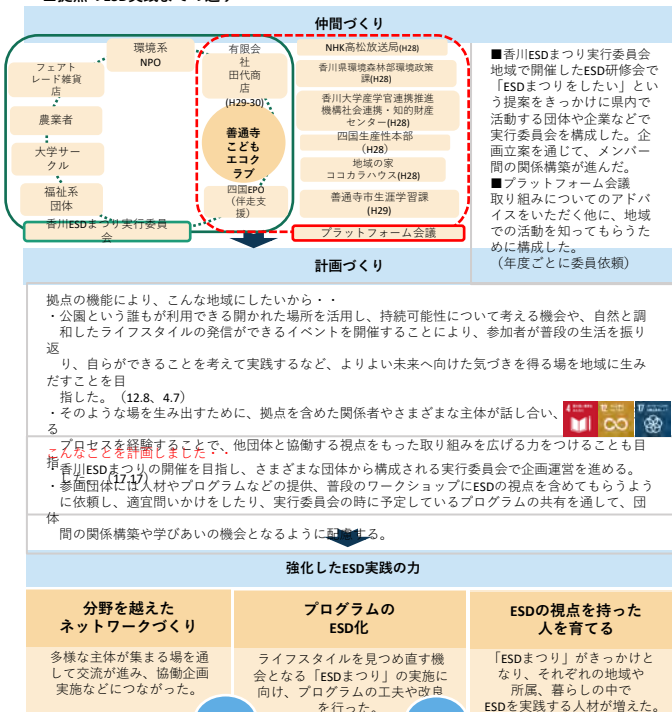 仲間づくり
環境系
NPO
フェアト
レード雑貨
店
農業者
大学サー
クル
福祉系
団体
香川ESDまつり実行委員
会
有限会
社
田代商
店
(H29-30)
善通寺
こども
エコク
ラブ
四国EPO
（伴走支
援）
NHK高松放送局(H28)
香川県環境森林部環境政策
課(H28)
香川大学産学官連携推進
機構社会連携・知的財産
センター(H28)
四国生産性本部
（H28）
地域の家
ココカラハウス(H28)
善通寺市生涯学習課
(H29)
プラットフォーム会議
■香川ESDまつり実行委員会
地域で開催したESD研修会で
「ESDまつりをしたい」とい
う提案をきっかけに県内で
活動する団体や企業などで
実行委員会を構成した。企
画立案を通じて、メンバー
間の関係構築が進んだ。
■プラットフォーム会議
取り組みについてのアドバ
イスをいただく他に、地域
での活動を知ってもらうた
めに構成した。
（年度ごとに委員依頼）
計画づくり
拠点の機能により、こんな地域にしたいから・・
・公園という誰もが利用できる開かれた場所を活用し、持続可能性について考える機会や、自然と調
和したライフスタイルの発信ができるイベントを開催することにより、参加者が普段の生活を振り
返
り、自らができることを考えて実践するなど、よりよい未来へ向けた気づきを得る場を地域に生み
だすことを目
指した。（12.8、4.7）
・そのような場を生み出すために、拠点を含めた関係者やさまざまな主体が話し合い、
る
プロセスを経験することで、他団体と協働する視点をもった取り組みを広げる力をつけることも目
指
した。（17.17）
こんなことを計画しました・・
・香川ESDまつりの開催を目指し、さまざまな団体から構成される実行委員会で企画運営を進める。
・参画団体には人材やプログラムなどの提供、普段のワークショップにESDの視点を含めてもらうよう
に依頼し、適宜問いかけをしたり、実行委員会の時に予定しているプログラムの共有を通して、団
体
間の関係構築や学びあいの機会となるように配慮する。
4
12
17
強化したESD実践の力
分野を越えた
ネットワークづくり
多様な主体が集まる場を通
して交流が進み、協働企画
実施などにつながった。
プログラムの
ESD化
ライフスタイルを見つめ直す機
会となる「ESDまつり」の実施に
向け、プログラムの工夫や改良
を行った。
ESDの視点を持った
人を育てる
「ESDまつり」がきっかけと
なり、それぞれの地域や
所属、暮らしの中で
ESDを実践する人材が増えた。